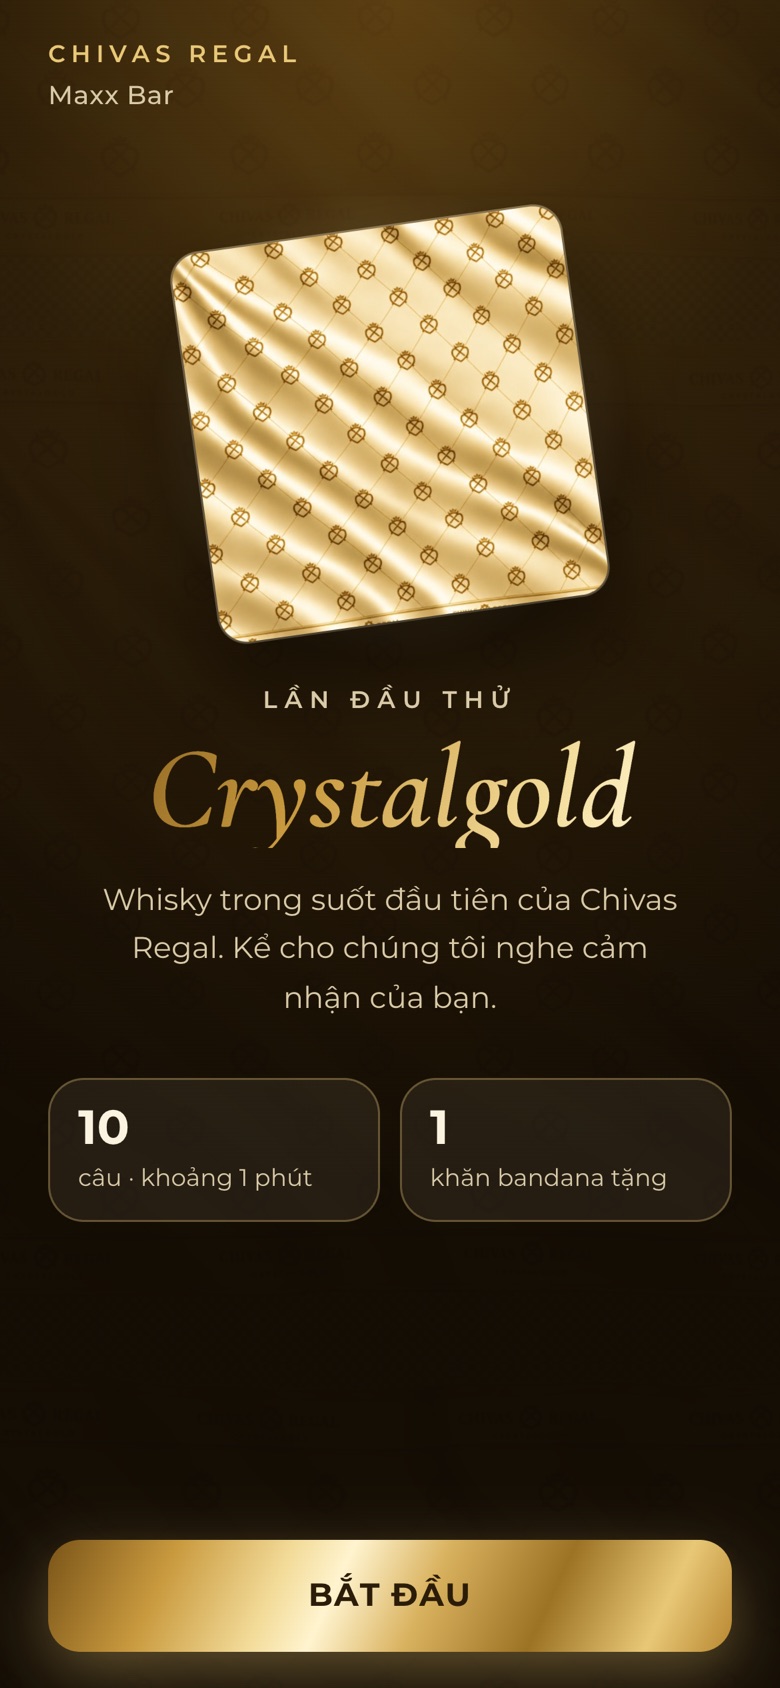 CHIVAS REGAL
Maxx Bar
LẦN ĐẦU THỬ
Crystalgold
Whisky trong suốt đầu tiên của Chivas
Regal. Kể cho chúng tôi nghe cảm
nhận của bạn.
10
câu · khoảng 1 phút
1
khăn bandana tặng
BẮT ĐẦU